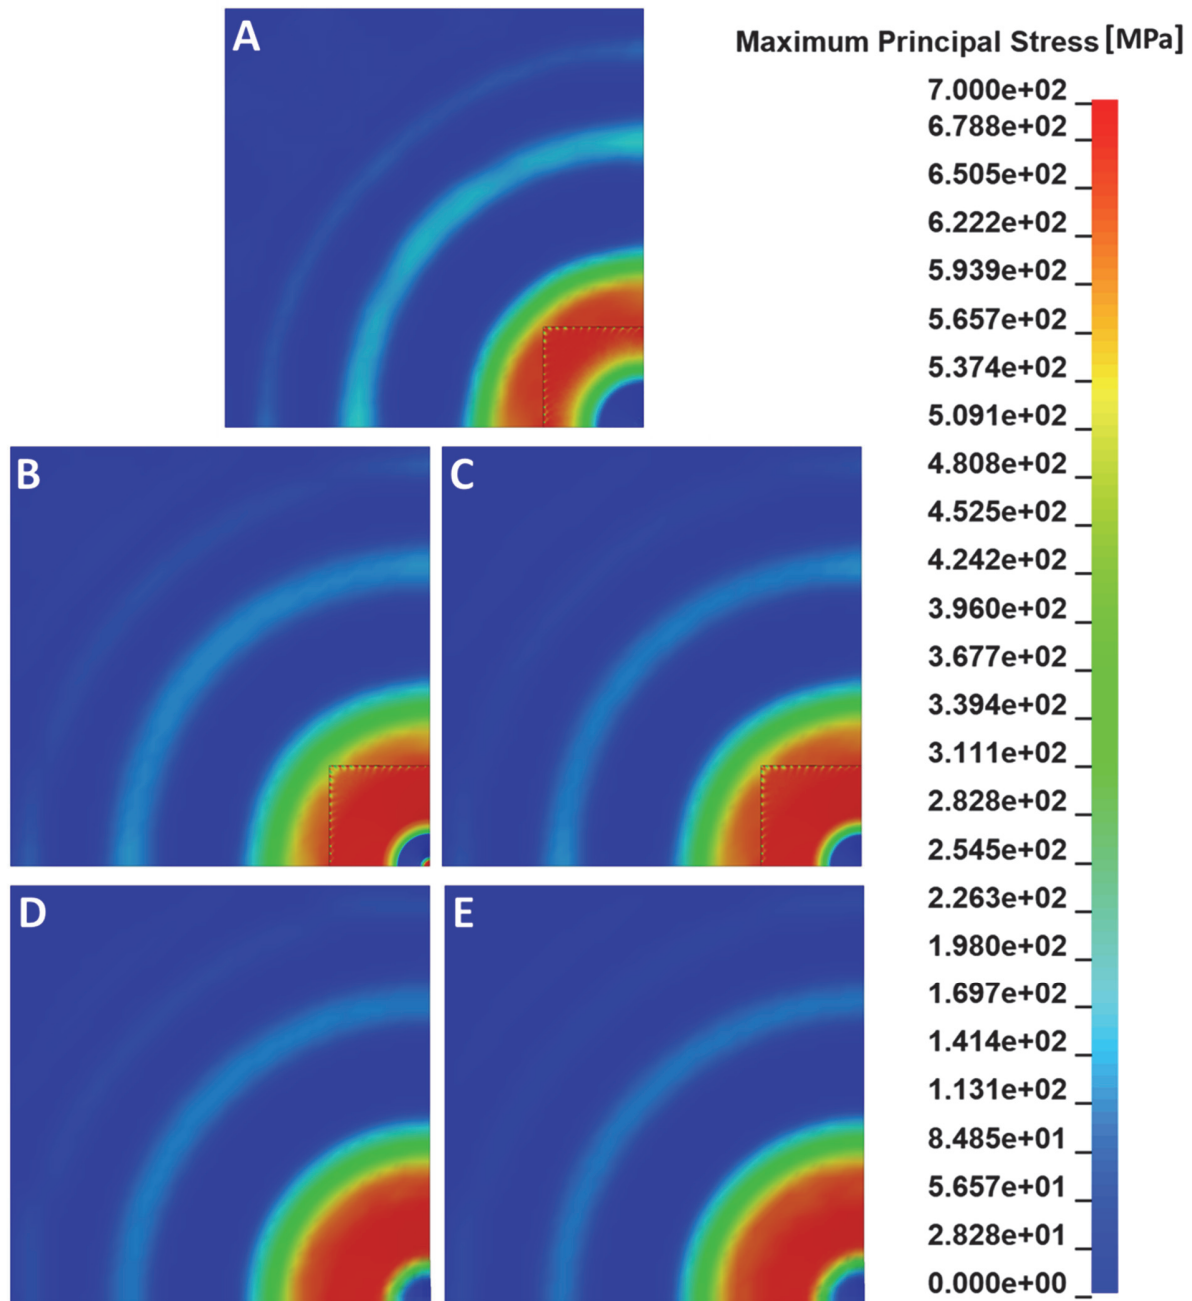 A
Maximum Principal Stress [MPa]
7.000e+02
6.788e+02
6.505e+02
6.222e+02
5.939e+02
5.657e+02
5.374e+02
5.091e+02
4.808e+02
4.525e+02
4.242e+02
3.960e+02
3.677e+02
3.394e+02
3.111e+02
2.828e+02
2.545e+02
2.263e+02
1.980e+02
1.697e+02
1.414e+02
1.131e+02
8.485e+01
5.657e+01
2.828e+01
0.000e+00
B
C
D
E